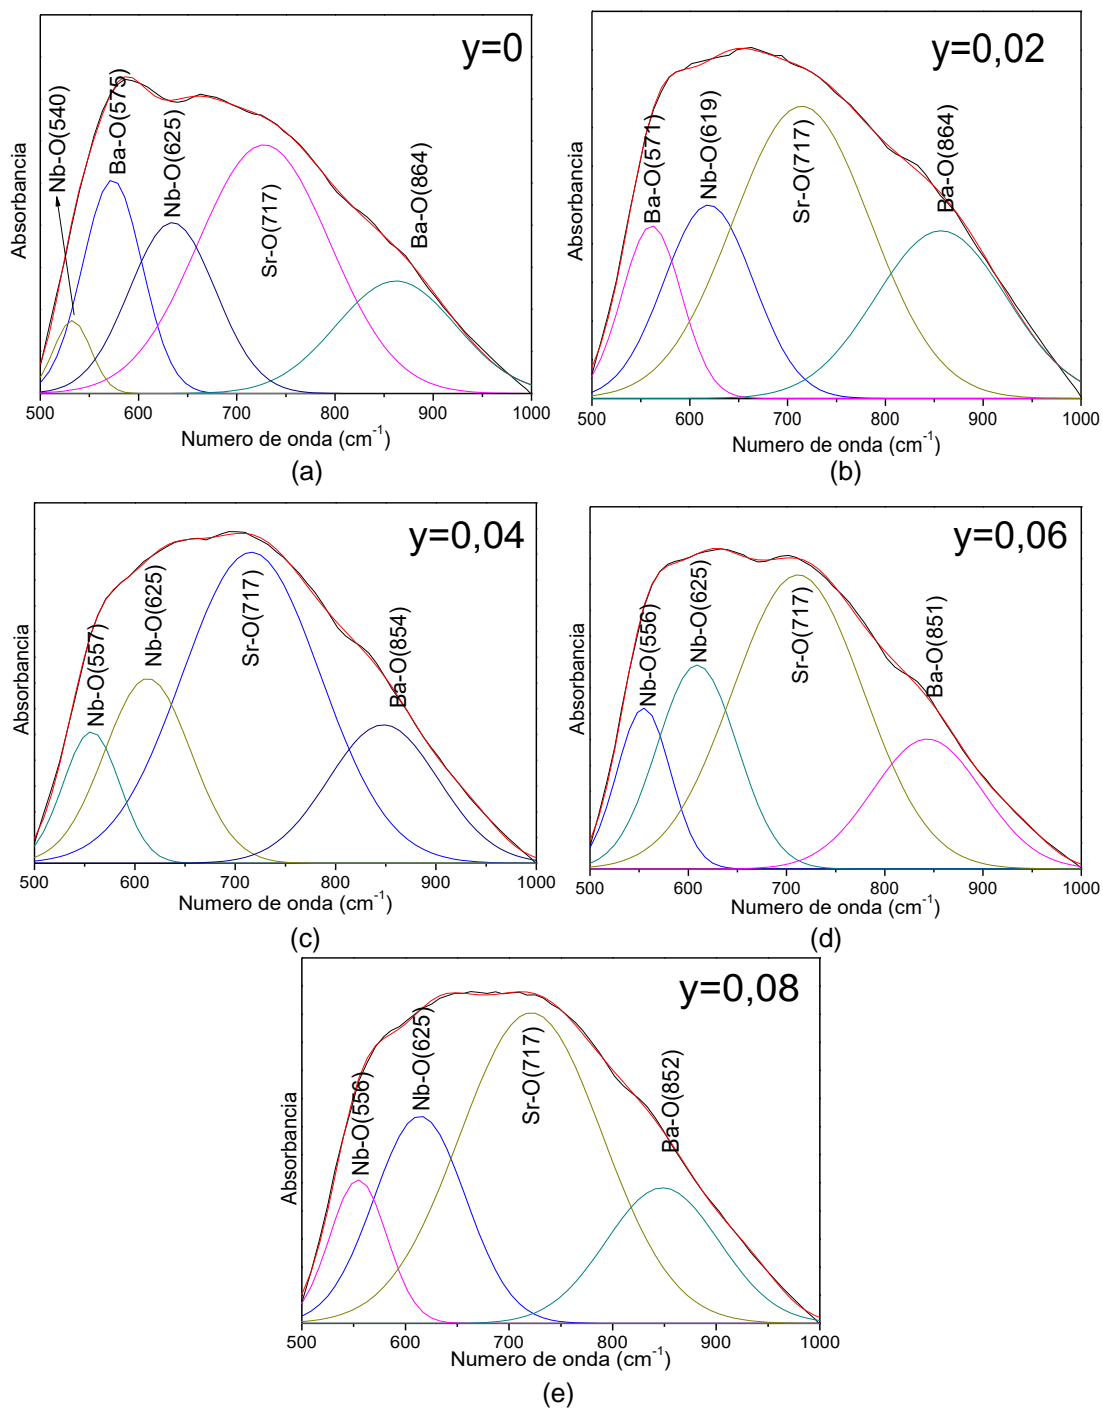 y=0
Absorbancia
Nb-O(540)
Ba-O(575)
Nb-O(625)
Sr-O(717)
Ba-O(864)
500 600 700 800 900 1000
Numero de onda (cm⁻¹)
(a)
y=0,02
Absorbancia
Ba-O(571)
Nb-O(619)
Sr-O(717)
Ba-O(864)
500 600 700 800 900 1000
Numero de onda (cm⁻¹)
(b)
y=0,04
Absorbancia
Nb-O(557)
Nb-O(625)
Sr-O(717)
Ba-O(854)
500 600 700 800 900 1000
Numero de onda (cm⁻¹)
(c)
y=0,06
Absorbancia
Nb-O(556)
Nb-O(625)
Sr-O(717)
Ba-O(851)
500 600 700 800 900 1000
Numero de onda (cm⁻¹)
(d)
y=0,08
Absorbancia
Nb-O(556)
Nb-O(625)
Sr-O(717)
Ba-O(852)
500 600 700 800 900 1000
Numero de onda (cm⁻¹)
(e)